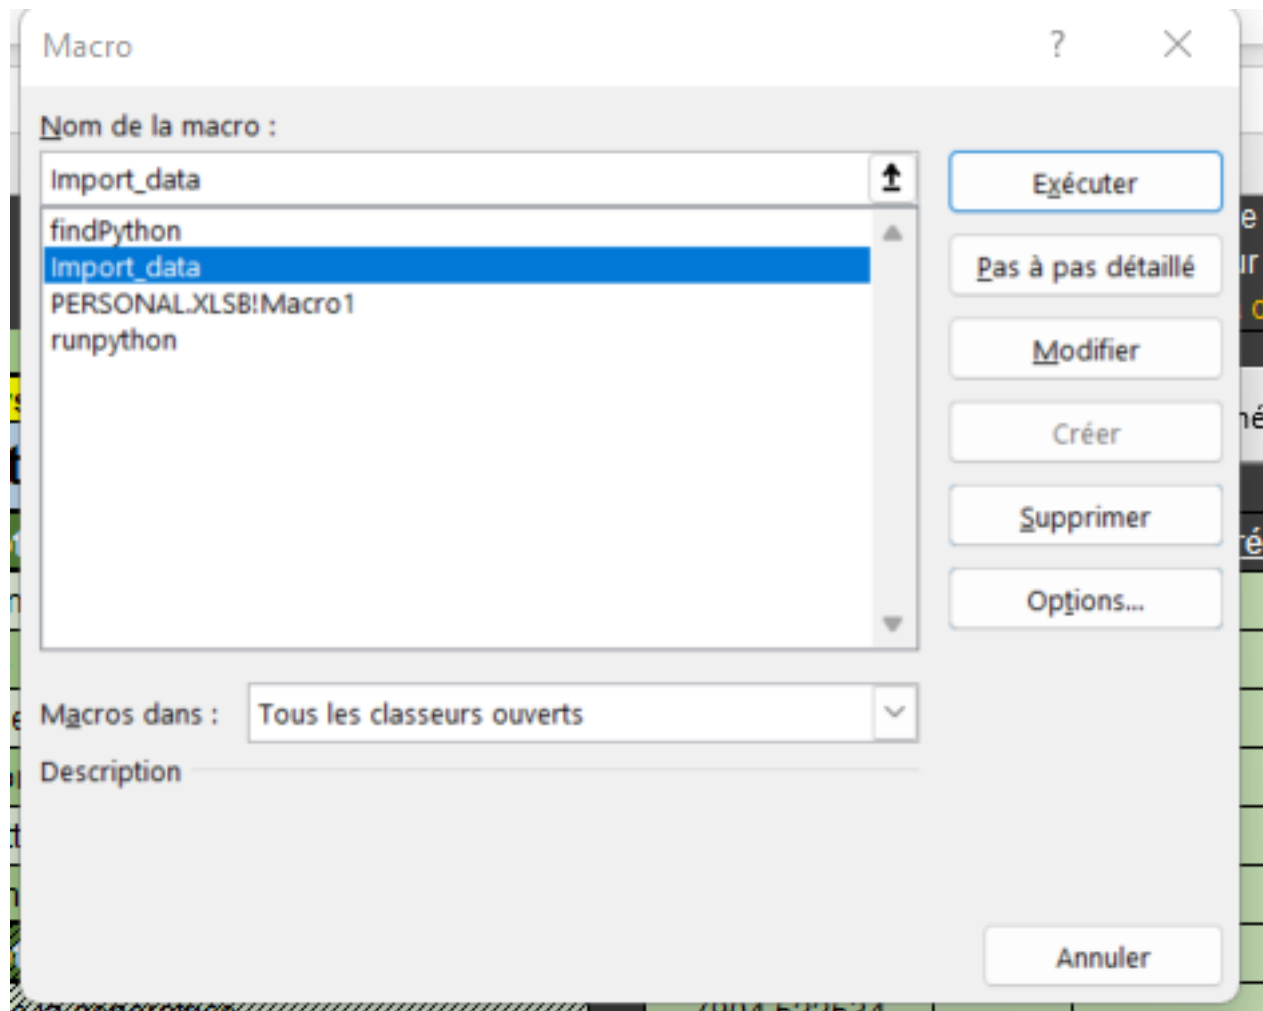 Macro
?
Nom de la macro :
Import_data
Exécuter
findPython
Import_data
PERSONAL.XLSB!Macro1
runpython
Pas à pas détaillé
Modifier
Créer
Supprimer
Options...
Macros dans :
Tous les classeurs ouverts
Description
Annuler